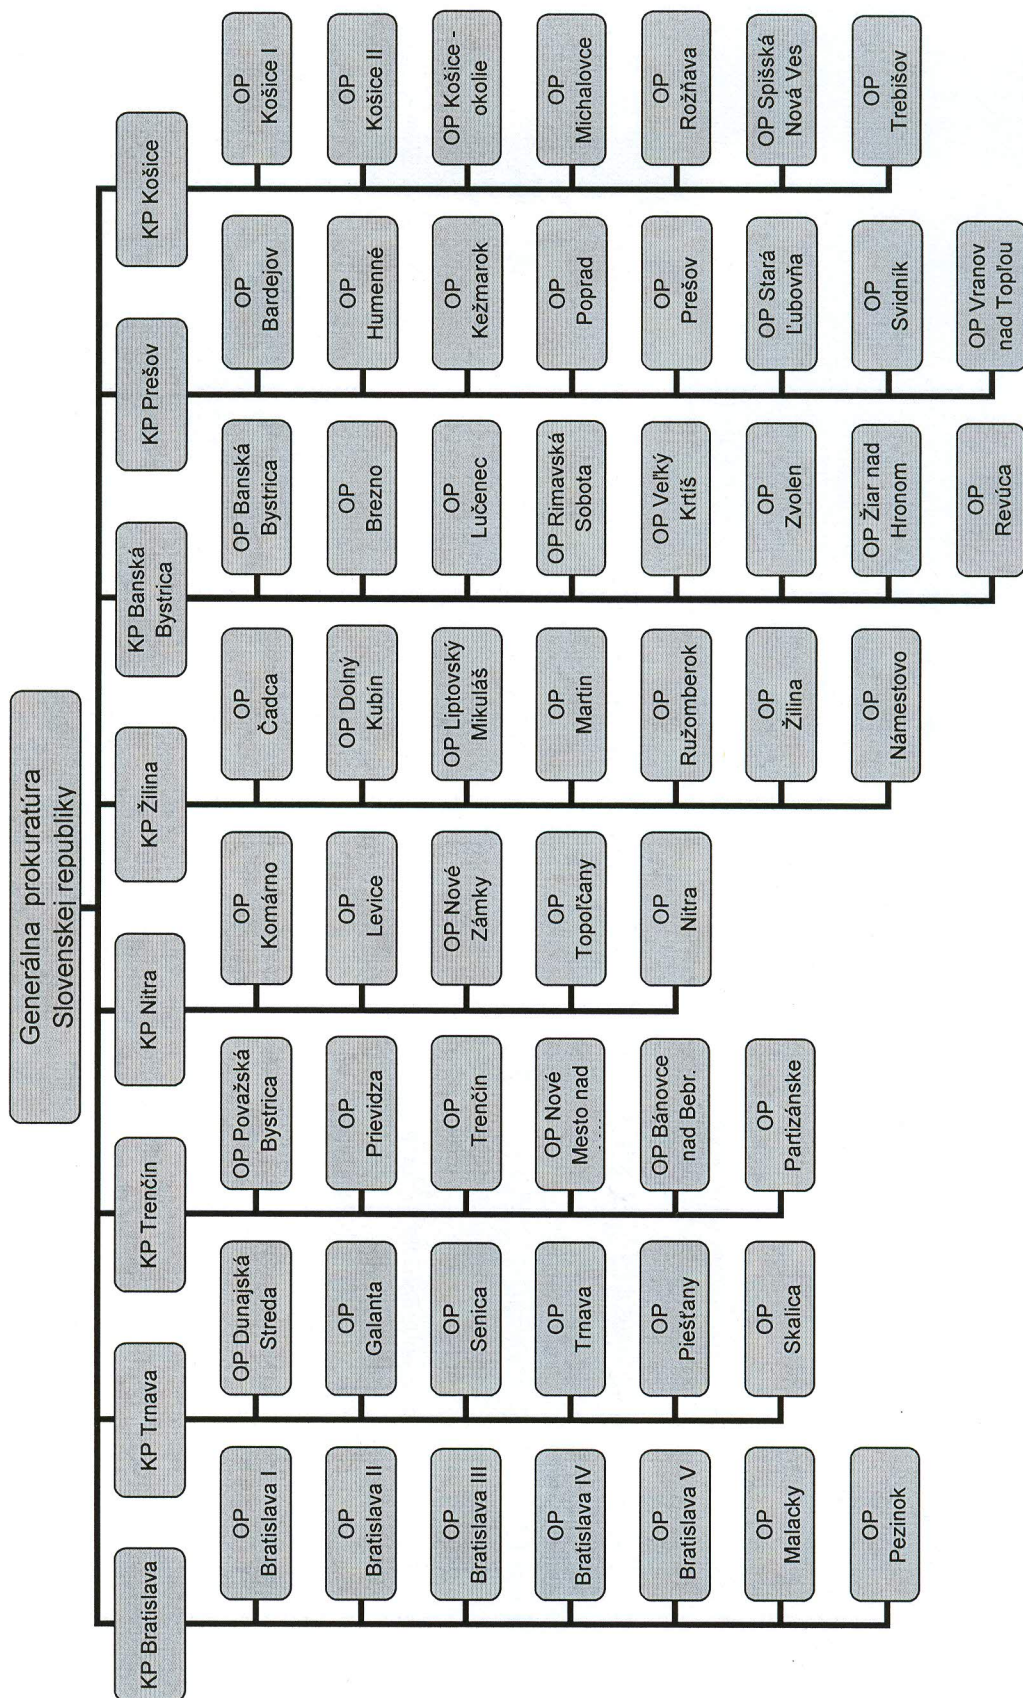 Generálna prokuratúra
Slovenskej republiky
KP Bratislava
OP
Bratislava I
OP
Bratislava II
OP
Bratislava III
OP
Bratislava IV
OP
Bratislava V
OP
Malacky
OP
Pezinok
KP Trnava
OP Dunajská
Streda
OP
Galanta
OP
Senica
OP
Trnava
OP
Piešťany
OP
Skalica
KP Trenčín
OP Považská
Bystrica
OP
Prievidza
OP
Trenčín
OP Nové
Mesto nad
OP Bánovce
nad Bebr.
OP
Partizánske
KP Nitra
OP
Komárno
OP
Levice
OP Nové
Zámky
OP
Topoľčany
OP
Nitra
KP Žilina
OP
Čadca
OP Dolný
Kubín
OP Liptovský
Mikuláš
OP
Martin
OP
Ružomberok
OP
Žilina
OP
Námestovo
KP Banská
Bystrica
OP Banská
Bystrica
OP
Brezno
OP
Lučenec
OP Rimavská
Sobota
OP Veľký
Krtíš
OP
Zvolen
OP Žiar nad
Hronom
OP
Revúca
KP Prešov
OP
Bardejov
OP
Humenné
OP
Kežmarok
OP
Poprad
OP
Prešov
OP Stará
Ľubovňa
OP
Svidník
OP Vranov
nad Topľou
KP Košice
OP
Košice I
OP
Košice II
OP Košice -
okolie
OP
Michalovce
OP
Rožňava
OP Spišská
Nová Ves
OP
Trebišov